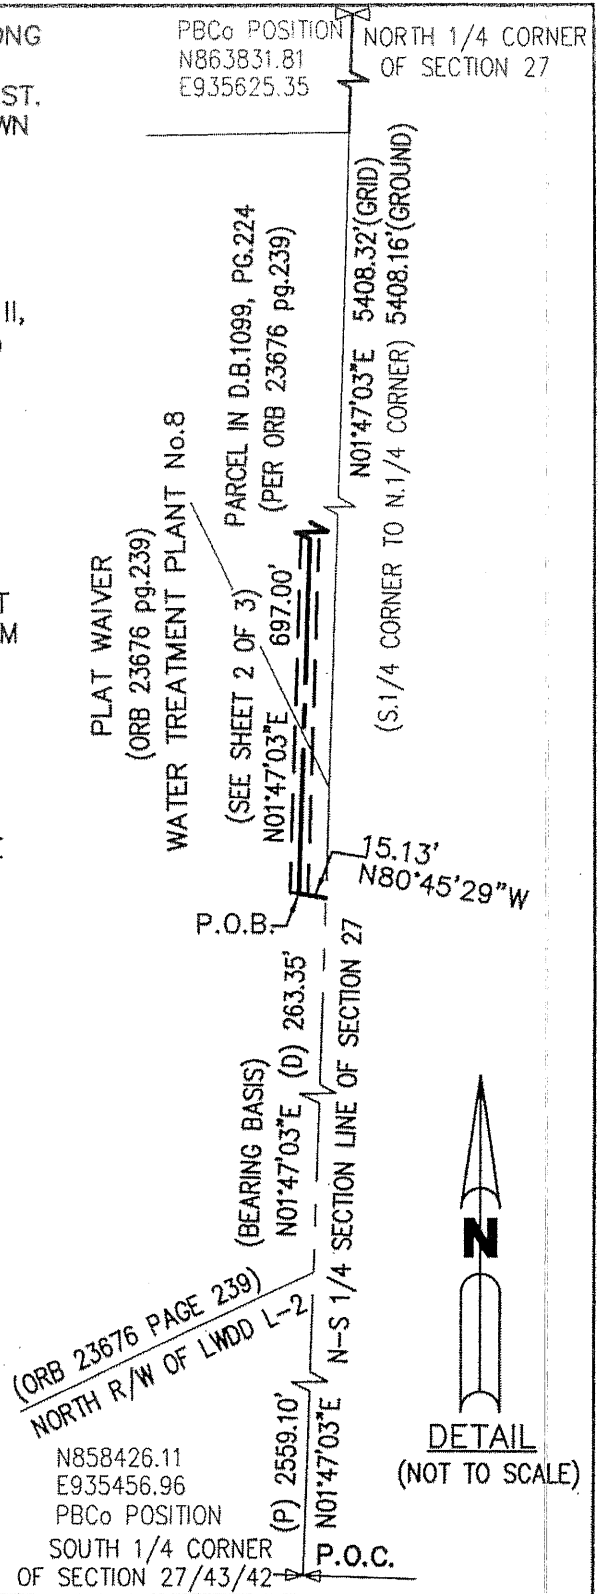 ONG
ST.
WN
II,
T
M
PBCo POSITION
N863831.81
E935625.35
NORTH 1/4 CORNER
OF SECTION 27
N01°47'03"E 5408.32'(GRID)
(S.1/4 CORNER TO N.1/4 CORNER) 5408.16'(GROUND)
PARCEL IN D.B.1099, PG.224
(PER ORB 23676 pg.239)
PLAT WAIVER
(ORB 23676 pg.239)
WATER TREATMENT PLANT No.8
(SEE SHEET 2 OF 3)
N01°47'03"E 697.00'
15.13'
N80°45'29"W
P.O.B.
(BEARING BASIS)
N01°47'03"E (D) 263.35'
N-S 1/4 SECTION LINE OF SECTION 27
(ORB 23676 PAGE 239)
NORTH R/W OF LWDD L-2
(P) 2559.10'
N01°47'03"E
N858426.11
E935456.96
PBCo POSITION
SOUTH 1/4 CORNER
OF SECTION 27/43/42
P.O.C.
N
DETAIL
(NOT TO SCALE)